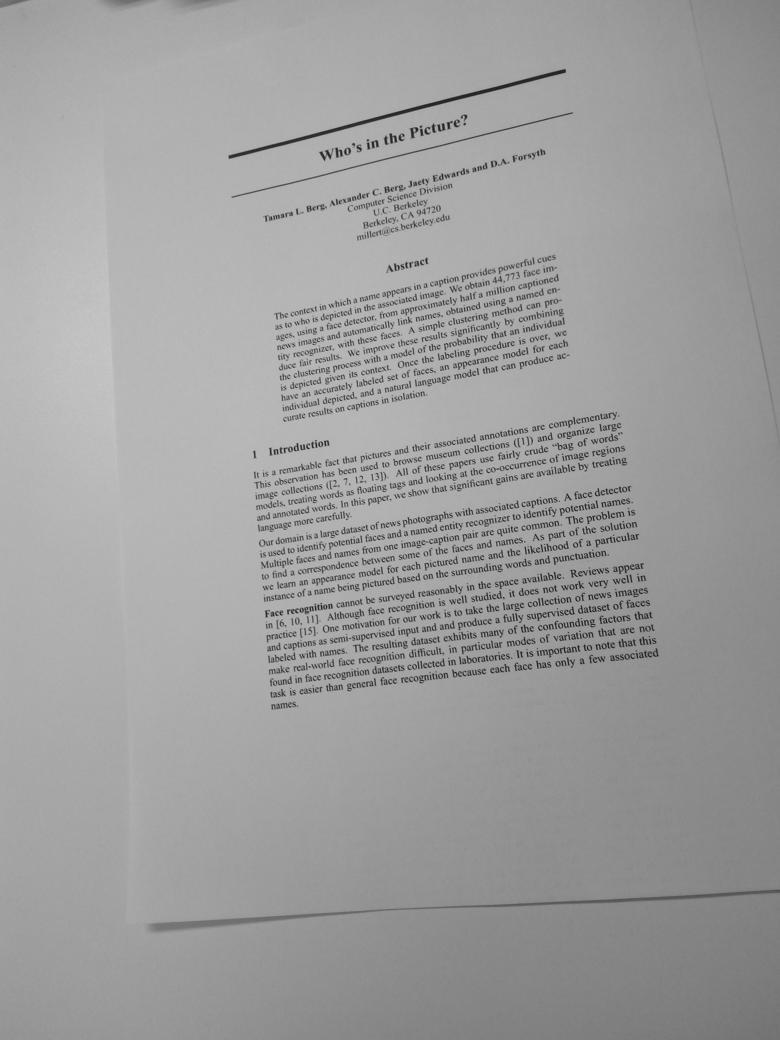 Who's in the Picture?
Tamara L. Berg, Alexander C. Berg, Jaety Edwards and D.A. Forsyth
Computer Science Division
U.C. Berkeley
Berkeley, CA 94720
millert@cs.berkeley.edu
Abstract
The context in which a name appears in a caption provides powerful cues
as to who is depicted in the associated image. We obtain 44,773 face im-
ages, using a face detector, from approximately half a million captioned
news images and automatically link names, obtained using a named en-
tity recognizer, with these faces. A simple clustering method can pro-
duce fair results. We improve these results significantly by combining
the clustering process with a model of the probability that an individual
is depicted given its context. Once the labeling procedure is over, we
have an accurately labeled set of faces, an appearance model for each
individual depicted, and a natural language model that can produce ac-
curate results on captions in isolation.
1 Introduction
It is a remarkable fact that pictures and their associated annotations are complementary.
This observation has been used to browse museum collections ([1]) and organize large
image collections ([2, 7, 12, 13]). All of these papers use fairly crude "bag of words"
models, treating words as floating tags and looking at the co-occurrence of image regions
and annotated words. In this paper, we show that significant gains are available by treating
language more carefully.
Our domain is a large dataset of news photographs with associated captions. A face detector
is used to identify potential faces and a named entity recognizer to identify potential names.
Multiple faces and names from one image-caption pair are quite common. The problem is
to find a correspondence between some of the faces and names. As part of the solution
we learn an appearance model for each pictured name and the likelihood of a particular
instance of a name being pictured based on the surrounding words and punctuation.
Face recognition cannot be surveyed reasonably in the space available. Reviews appear
in [6, 10, 11]. Although face recognition is well studied, it does not work very well in
practice [15]. One motivation for our work is to take the large collection of news images
and captions as semi-supervised input and and produce a fully supervised dataset of faces
labeled with names. The resulting dataset exhibits many of the confounding factors that
make real-world face recognition difficult, in particular modes of variation that are not
found in face recognition datasets collected in laboratories. It is important to note that this
task is easier than general face recognition because each face has only a few associated
names.